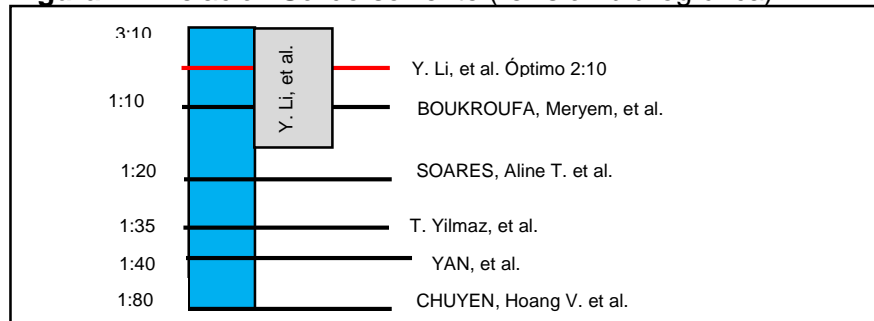 3:10
Y. Li, et al.
Y. Li, et al. Óptimo 2:10
1:10
BOUKROUFA, Meryem, et al.
1:20
SOARES, Aline T. et al.
1:35
T. Yilmaz, et al.
1:40
YAN, et al.
1:80
CHUYEN, Hoang V. et al.